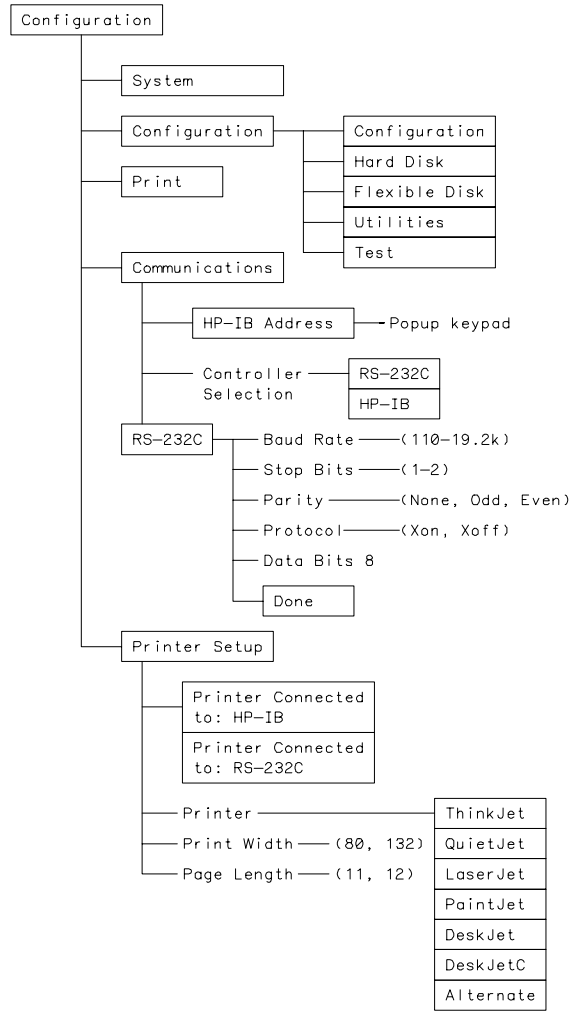 Configuration
System
Configuration
Configuration
Hard Disk
Flexible Disk
Utilities
Test
Print
Communications
HP-IB Address
Popup keypad
Controller
Selection
RS-232C
HP-IB
RS-232C
Baud Rate
(110-19.2k)
Stop Bits
(1-2)
Parity
(None, Odd, Even)
Protocol
(Xon, Xoff)
Data Bits 8
Done
Printer Setup
Printer Connected
to: HP-IB
Printer Connected
to: RS-232C
Printer
ThinkJet
QuietJet
LaserJet
PaintJet
DeskJet
DeskJetC
Alternate
Print Width
(80, 132)
Page Length
(11, 12)